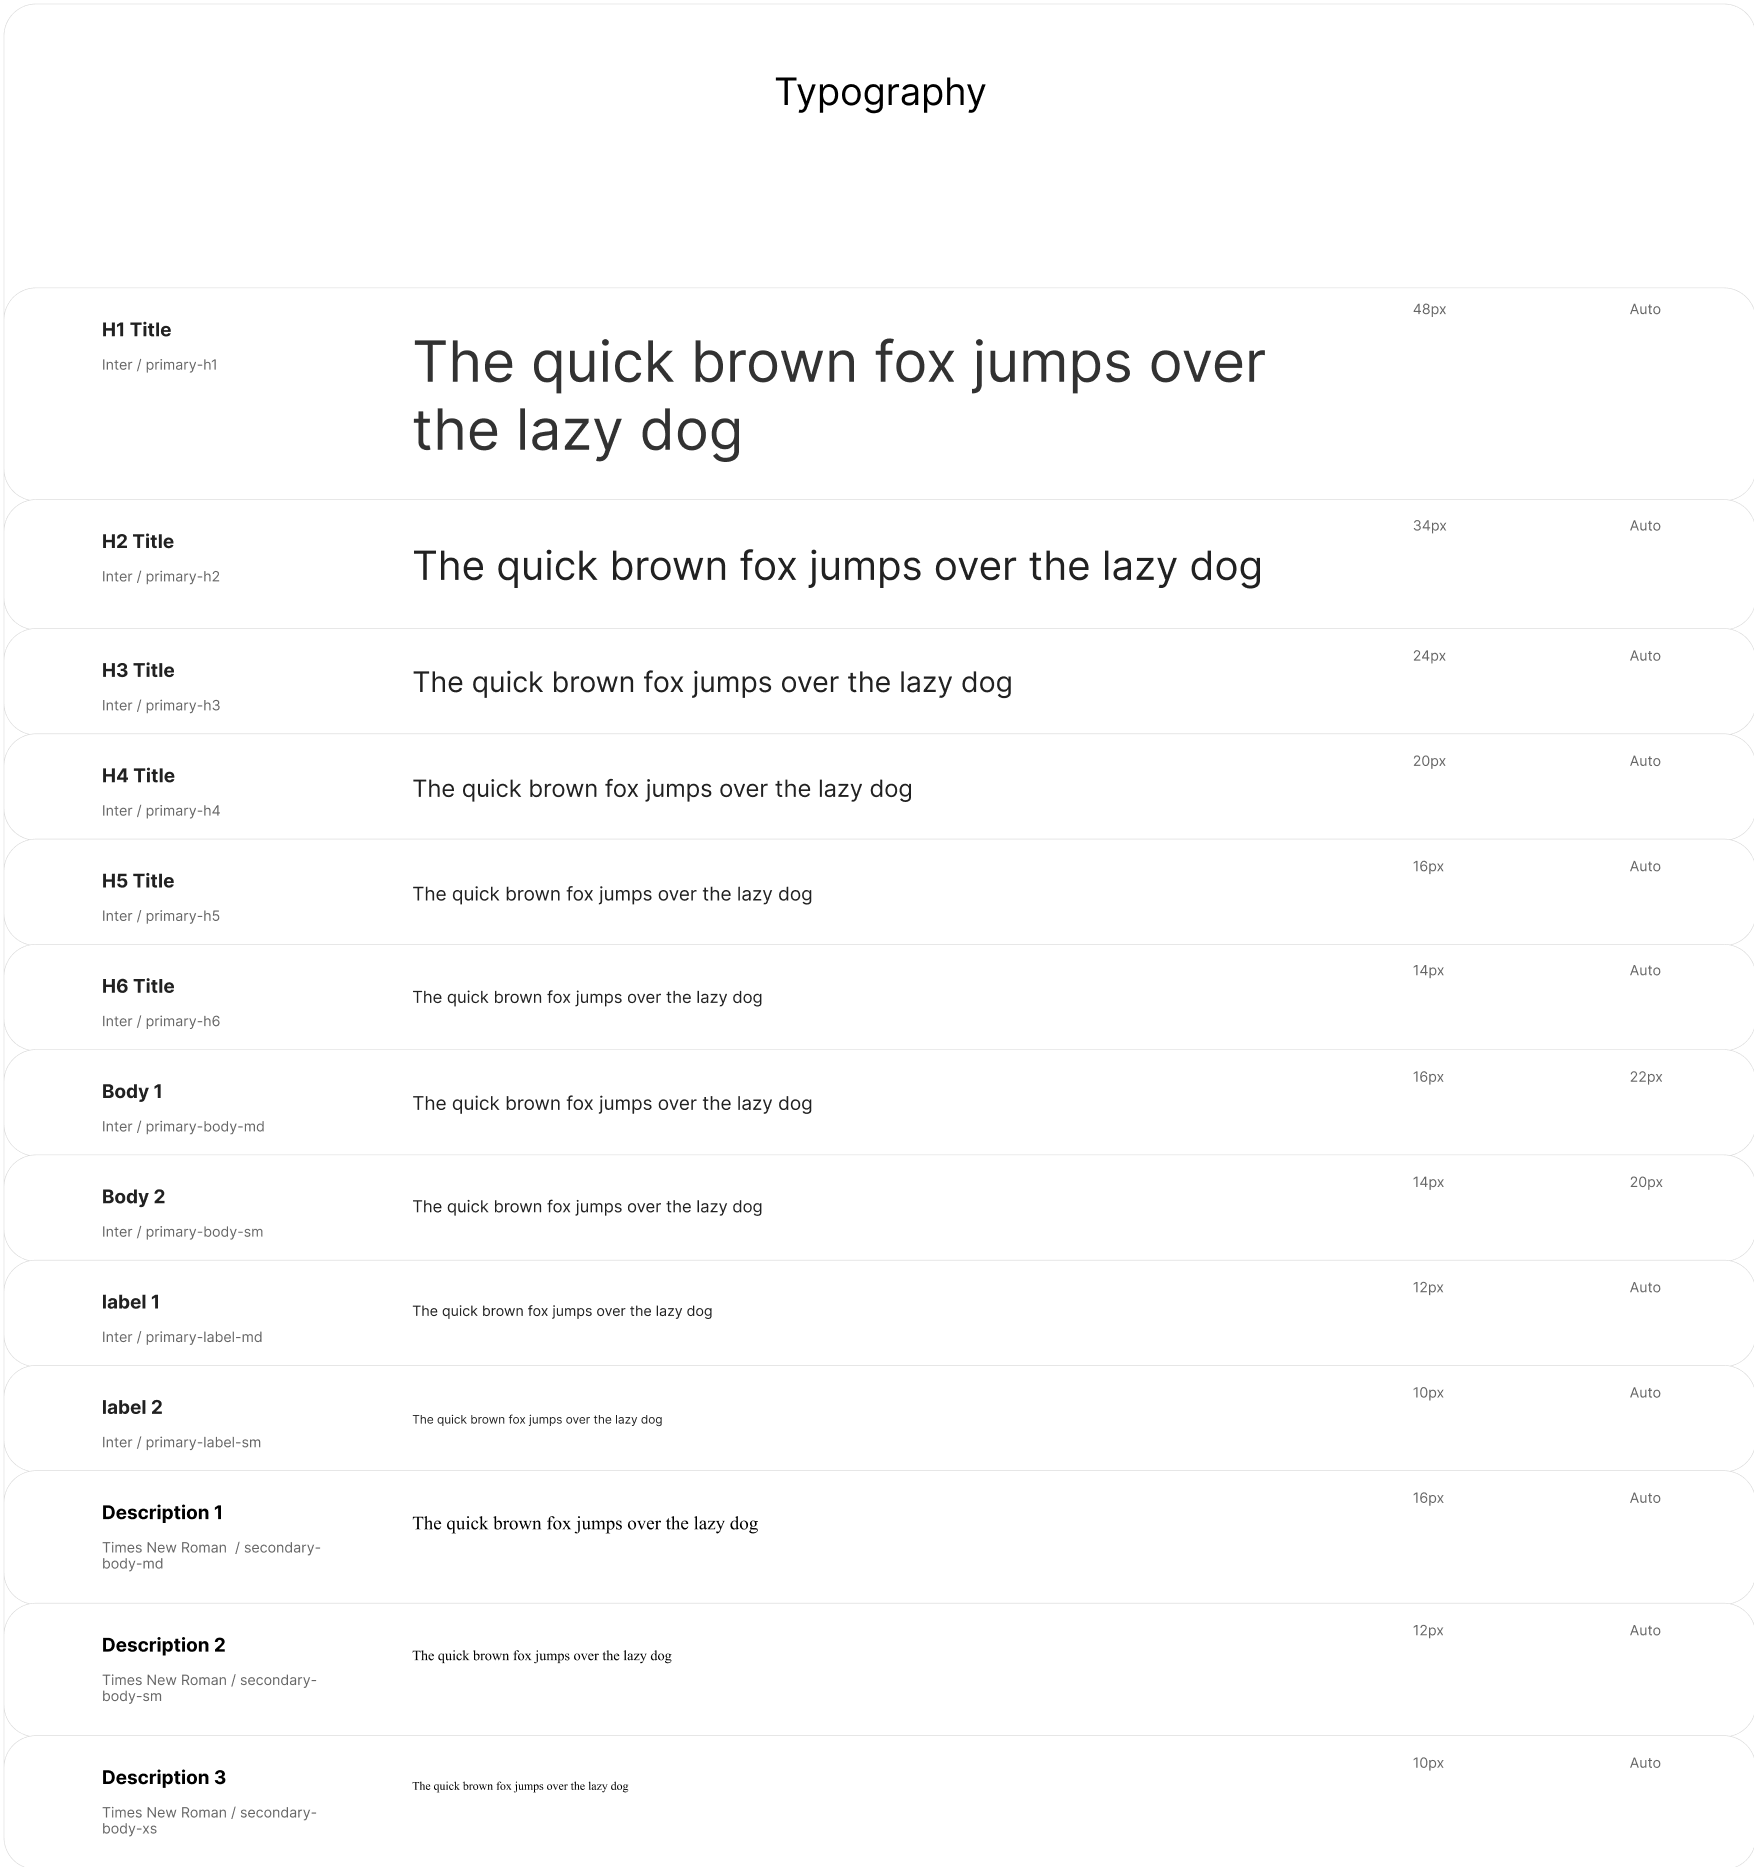 Typography
H1 Title
Inter / primary-h1
The quick brown fox jumps over
the lazy dog
48px
Auto
H2 Title
Inter / primary-h2
The quick brown fox jumps over the lazy dog
34px
Auto
H3 Title
Inter / primary-h3
The quick brown fox jumps over the lazy dog
24px
Auto
H4 Title
Inter / primary-h4
The quick brown fox jumps over the lazy dog
20px
Auto
H5 Title
Inter / primary-h5
The quick brown fox jumps over the lazy dog
16px
Auto
H6 Title
Inter / primary-h6
The quick brown fox jumps over the lazy dog
14px
Auto
Body 1
Inter / primary-body-md
The quick brown fox jumps over the lazy dog
16px
22px
Body 2
Inter / primary-body-sm
The quick brown fox jumps over the lazy dog
14px
20px
label 1
Inter / primary-label-md
The quick brown fox jumps over the lazy dog
12px
Auto
label 2
Inter / primary-label-sm
The quick brown fox jumps over the lazy dog
10px
Auto
Description 1
Times New Roman  / secondary-
body-md
The quick brown fox jumps over the lazy dog
16px
Auto
Description 2
Times New Roman / secondary-
body-sm
The quick brown fox jumps over the lazy dog
12px
Auto
Description 3
Times New Roman / secondary-
body-xs
The quick brown fox jumps over the lazy dog
10px
Auto